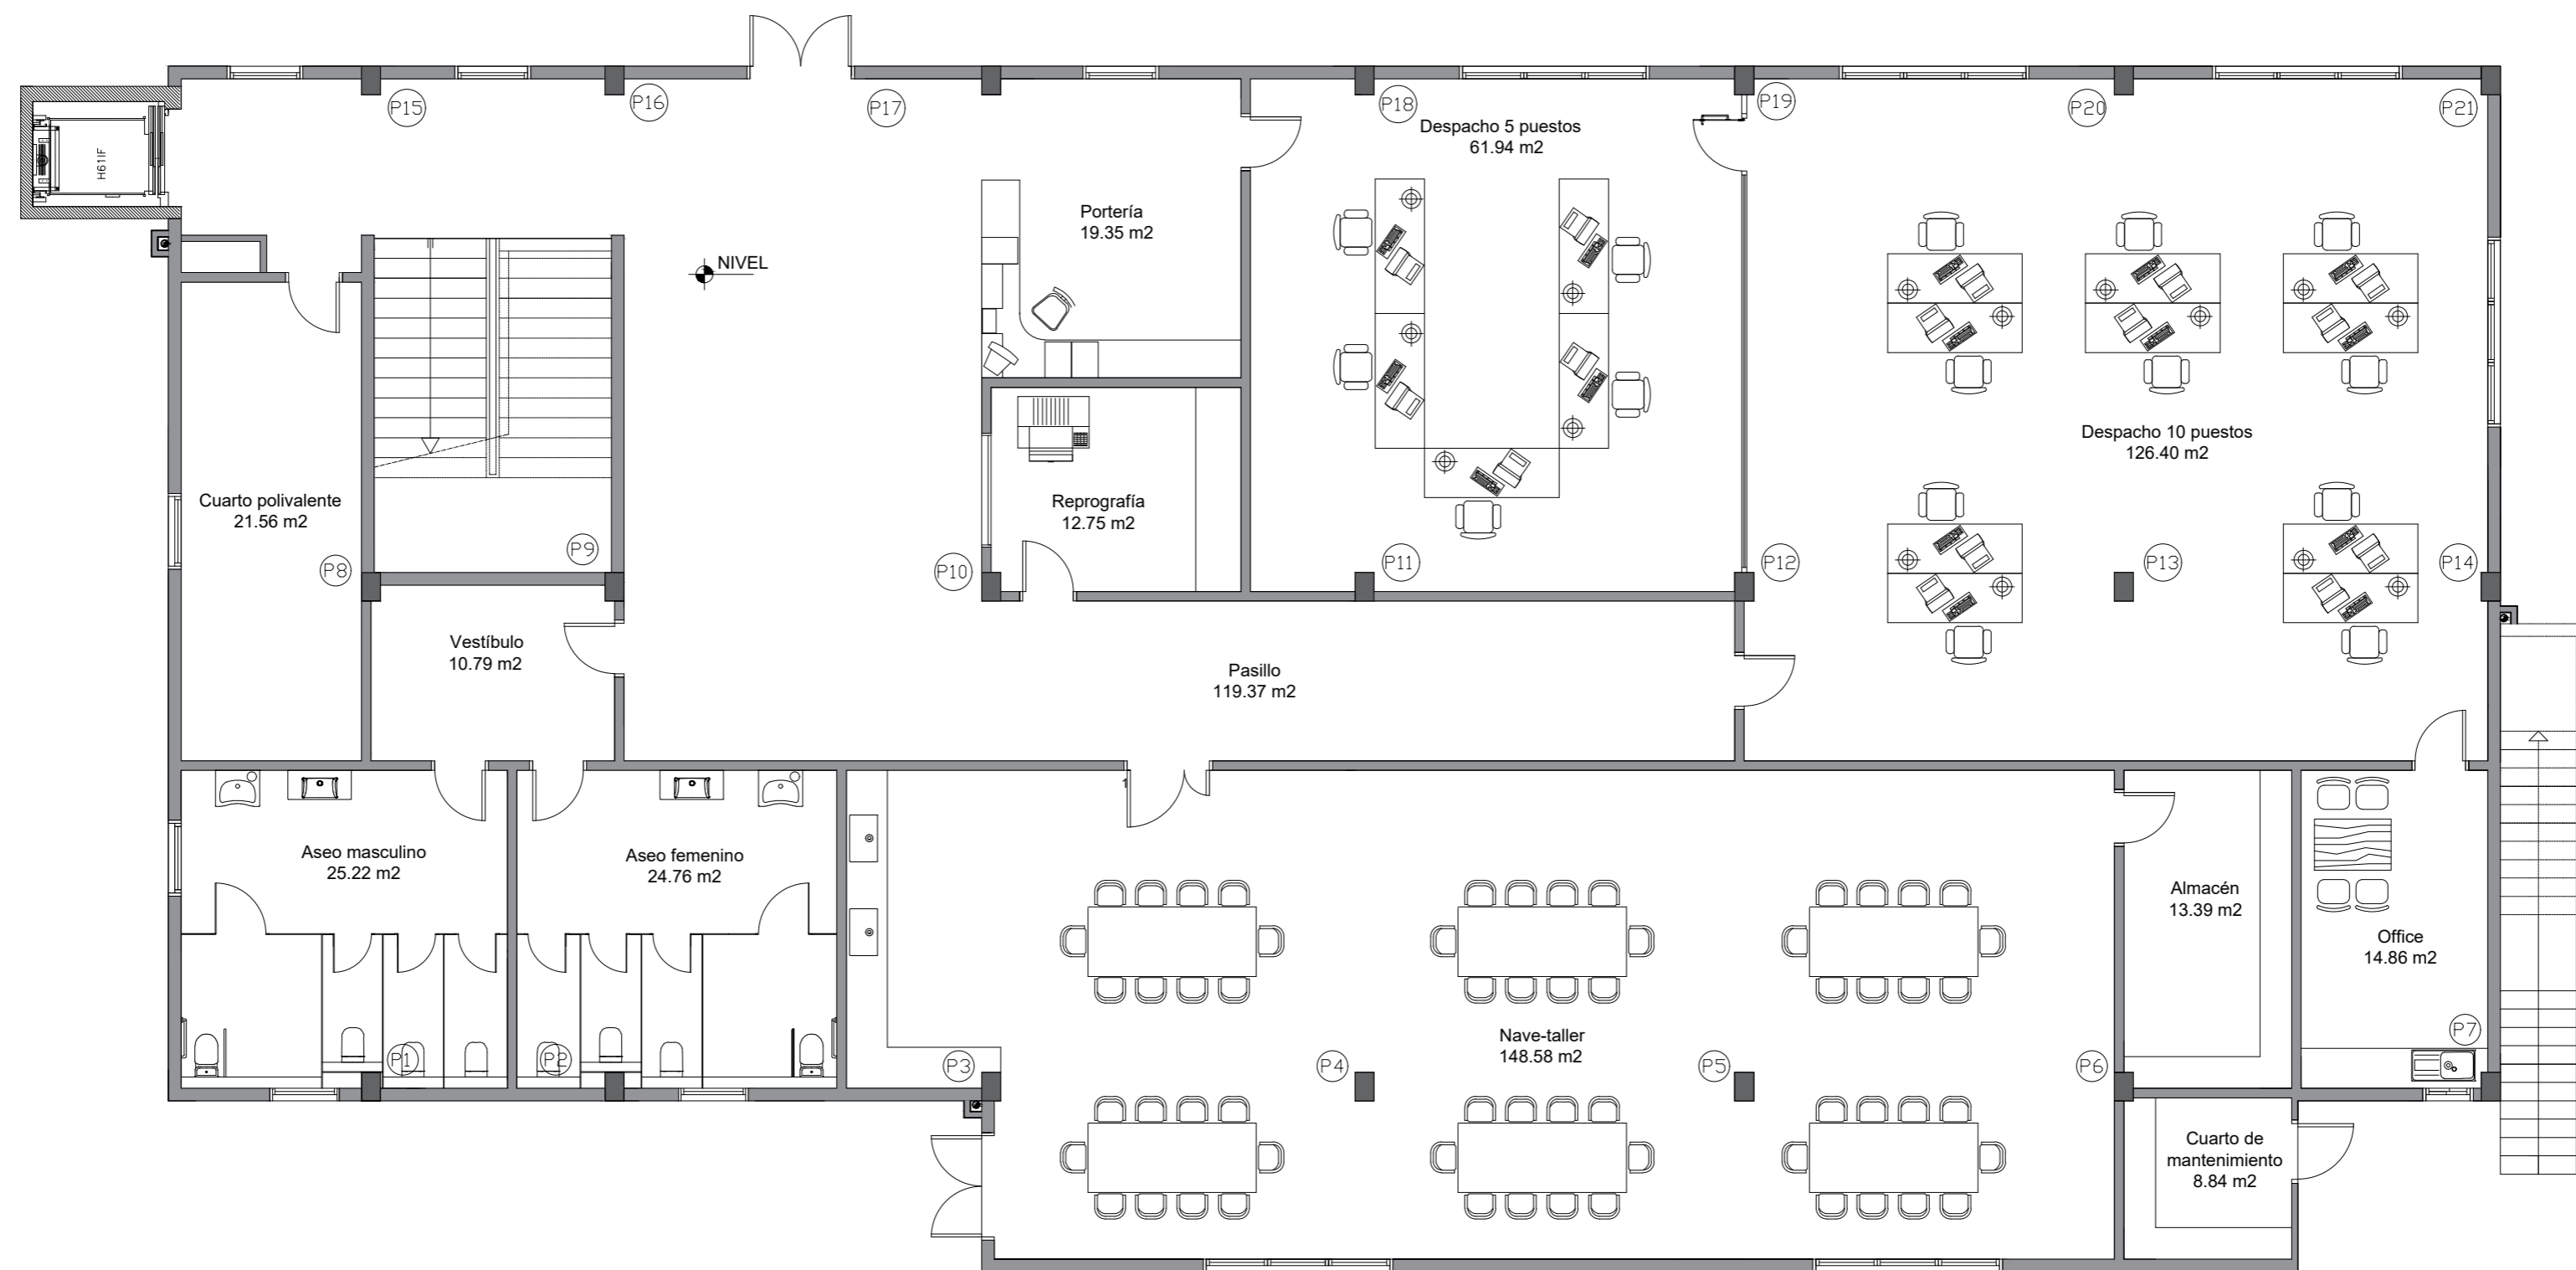 P15
P16
P17
P18
P19
P20
P21
Despacho 5 puestos
61.94 m2
H61IF
Portería
19.35 m2
NIVEL
Despacho 10 puestos
126.40 m2
Cuarto polivalente
21.56 m2
Reprografía
12.75 m2
P8
P9
P10
P11
P12
P13
P14
Vestíbulo
10.79 m2
Pasillo
119.37 m2
1
Aseo masculino
25.22 m2
Aseo femenino
24.76 m2
Almacén
13.39 m2
Office
14.86 m2
Nave-taller
148.58 m2
P1
P2
P3
P4
P5
P6
P7
Cuarto de
mantenimiento
8.84 m2